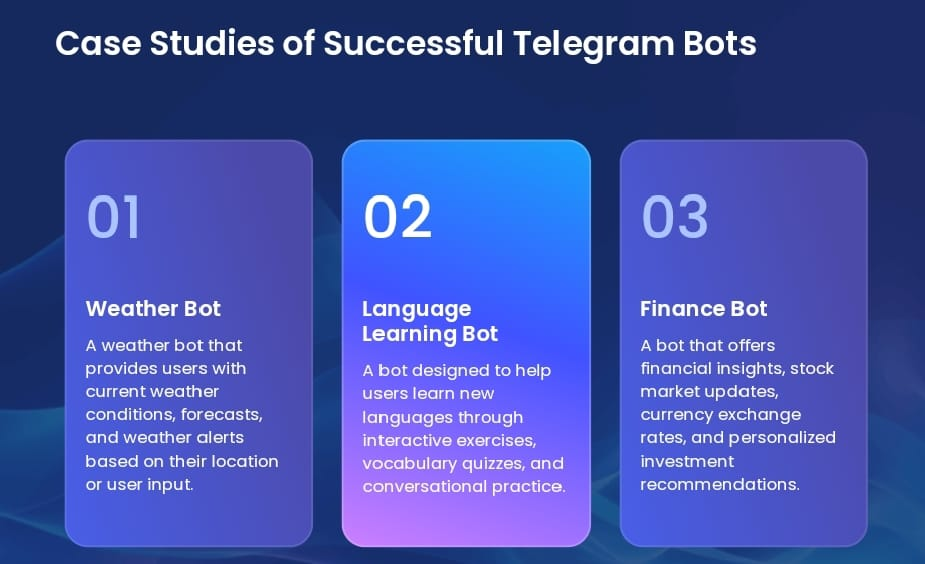 Case Studies of Successful Telegram Bots
01
Weather Bot
A weather bot that
provides users with
current weather
conditions, forecasts,
and weather alerts
based on their location
or user input.
02
Language
Learning Bot
A bot designed to help
users learn new
languages through
interactive exercises,
vocabulary quizzes, and
conversational practice.
03
Finance Bot
A bot that offers
financial insights, stock
market updates,
currency exchange
rates, and personalized
investment
recommendations.